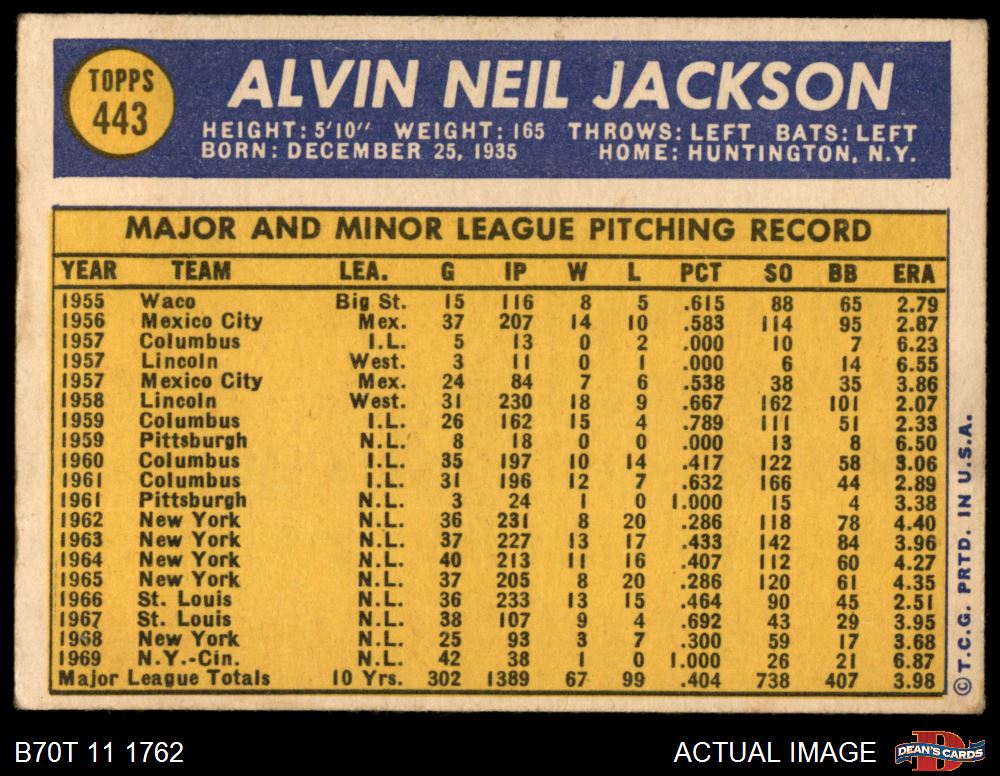 TOPPS
443
ALVIN NEIL JACKSON
HEIGHT: 5'10" WEIGHT: 165 THROWS: LEFT BATS: LEFT
BORN: DECEMBER 25, 1935 HOME: HUNTINGTON, N.Y.
MAJOR AND MINOR LEAGUE PITCHING RECORD
YEAR TEAM LEA. G IP W L PCT SO BB ERA
1955 Waco Big St. 15 116 8 5 .615 88 65 2.79
1956 Mexico City Mex. 37 207 14 10 .583 114 95 2.87
1957 Columbus I.L. 5 13 0 2 .000 10 7 6.23
1957 Lincoln West. 3 11 0 1 .000 6 14 6.55
1957 Mexico City Mex. 24 84 7 6 .538 38 35 3.86
1958 Lincoln West. 31 230 18 9 .667 162 101 2.07
1959 Columbus I.L. 26 162 15 4 .789 111 51 2.33
1959 Pittsburgh N.L. 8 18 0 0 .000 13 8 6.50
1960 Columbus I.L. 35 197 10 14 .417 122 58 3.06
1961 Columbus I.L. 31 196 12 7 .632 166 44 2.89
1961 Pittsburgh N.L. 3 24 1 0 1.000 15 4 3.38
1962 New York N.L. 36 231 8 20 .286 118 78 4.40
1963 New York N.L. 37 227 13 17 .433 142 84 3.96
1964 New York N.L. 40 213 11 16 .407 112 60 4.27
1965 New York N.L. 37 205 8 20 .286 120 61 4.35
1966 St. Louis N.L. 36 233 13 15 .464 90 45 2.51
1967 St. Louis N.L. 38 107 9 4 .692 43 29 3.95
1968 New York N.L. 25 93 3 7 .300 59 17 3.68
1969 N.Y.-Cin. N.L. 42 38 1 0 1.000 26 21 6.87
Major League Totals 10 Yrs. 302 1389 67 99 .404 738 407 3.98
© T.C.G. PRTD. IN U.S.A.
B70T 11 1762 ACTUAL IMAGE
DEAN'S CARDS